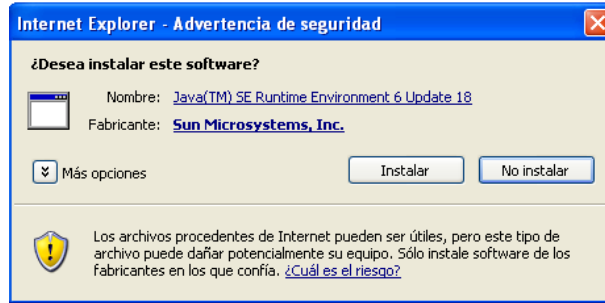 Internet Explorer - Advertencia de seguridad
¿Desea instalar este software?
Nombre: Java(TM) SE Runtime Environment 6 Update 18
Fabricante: Sun Microsystems, Inc.
Más opciones Instalar No instalar
Los archivos procedentes de Internet pueden ser útiles, pero este tipo de
archivo puede dañar potencialmente su equipo. Sólo instale software de los
fabricantes en los que confía. ¿Cuál es el riesgo?